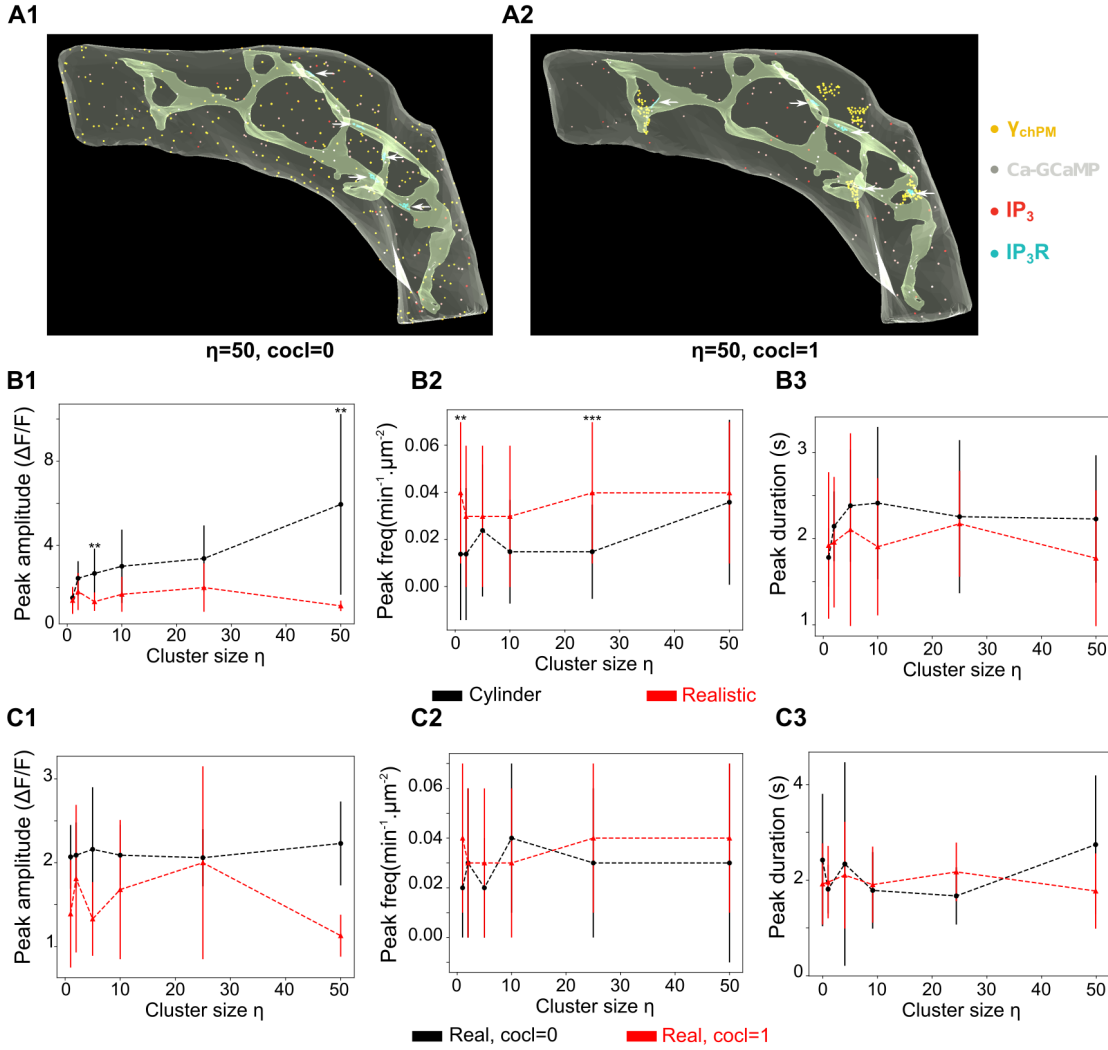 A1
A2
γchPM
Ca-GCaMP
IP3
IP3R
η=50, cocl=0
η=50, cocl=1
B1
B2
B3
Peak amplitude (ΔF/F)
8
4
0
**
**
0
10
20
30
40
50
Cluster size η
Peak freq(min⁻¹.µm⁻²)
0.06
0.04
0.02
0.00
**
***
0
10
20
30
40
50
Cluster size η
Peak duration (s)
3
2
1
0
10
20
30
40
50
Cluster size η
Cylinder
Realistic
C1
C2
C3
Peak amplitude (ΔF/F)
3
2
1
0
10
20
30
40
50
Cluster size η
Peak freq(min⁻¹.µm⁻²)
0.06
0.04
0.02
0.00
0
10
20
30
40
50
Cluster size η
Peak duration (s)
4
2
0
0
10
20
30
40
50
Cluster size η
Real, cocl=0
Real, cocl=1